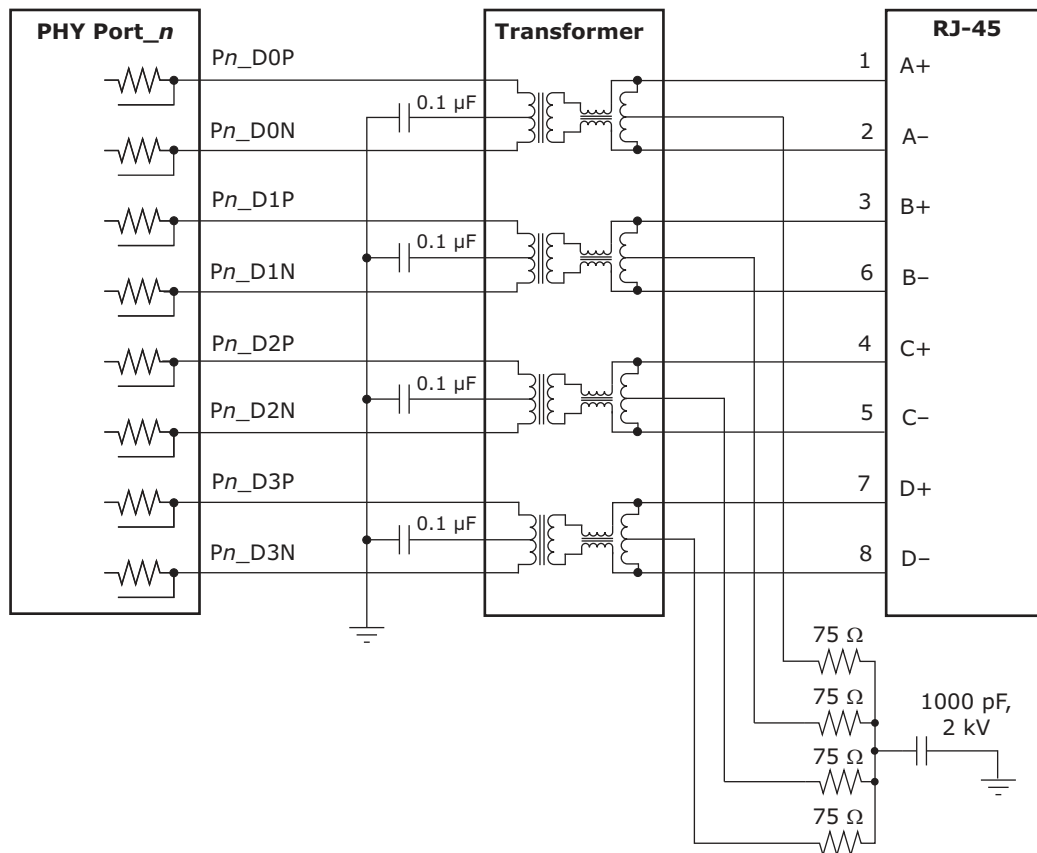 PHY Port_n
Transformer
RJ-45
Pn_D0P
1 A+
0.1 µF
Pn_D0N
2 A–
Pn_D1P
3 B+
0.1 µF
Pn_D1N
6 B–
Pn_D2P
4 C+
0.1 µF
Pn_D2N
5 C–
Pn_D3P
7 D+
0.1 µF
Pn_D3N
8 D–
75 Ω
75 Ω
1000 pF,
2 kV
75 Ω
75 Ω